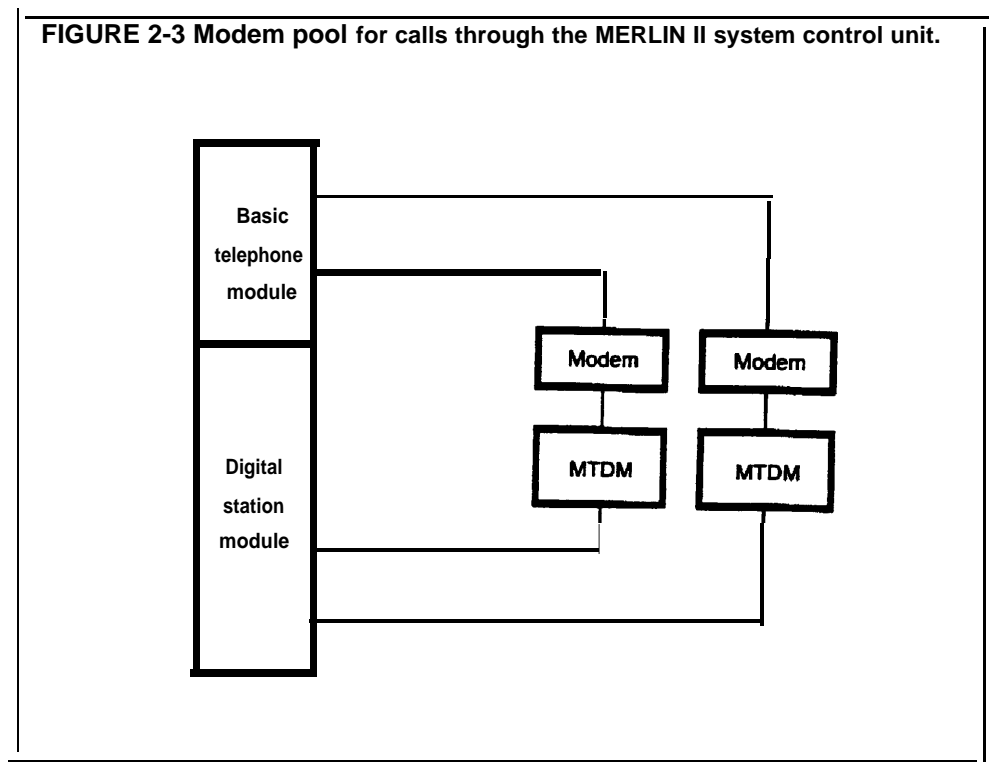 FIGURE 2-3 Modem pool for calls through the MERLIN II system control unit.
Basic
telephone
module
Modem
Modem
Digital
station
module
MTDM
MTDM